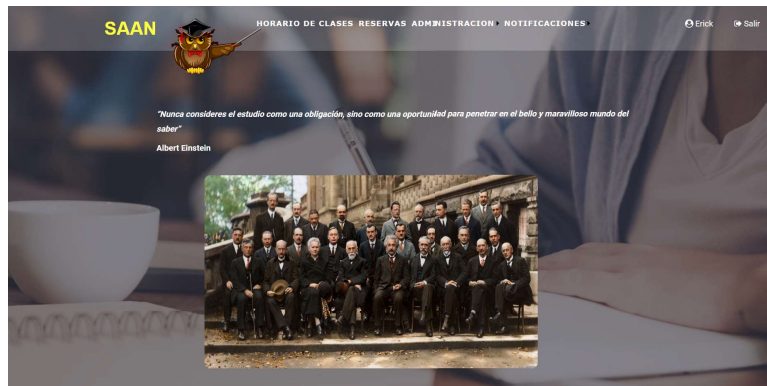 SAAN
HORARIO DE CLASES RESERVAS ADMINISTRACION NOTIFICACIONES
Erick Salir
"Nunca consideres el estudio como una obligación, sino como una oportunidad para penetrar en el bello y maravilloso mundo del
saber"
Albert Einstein